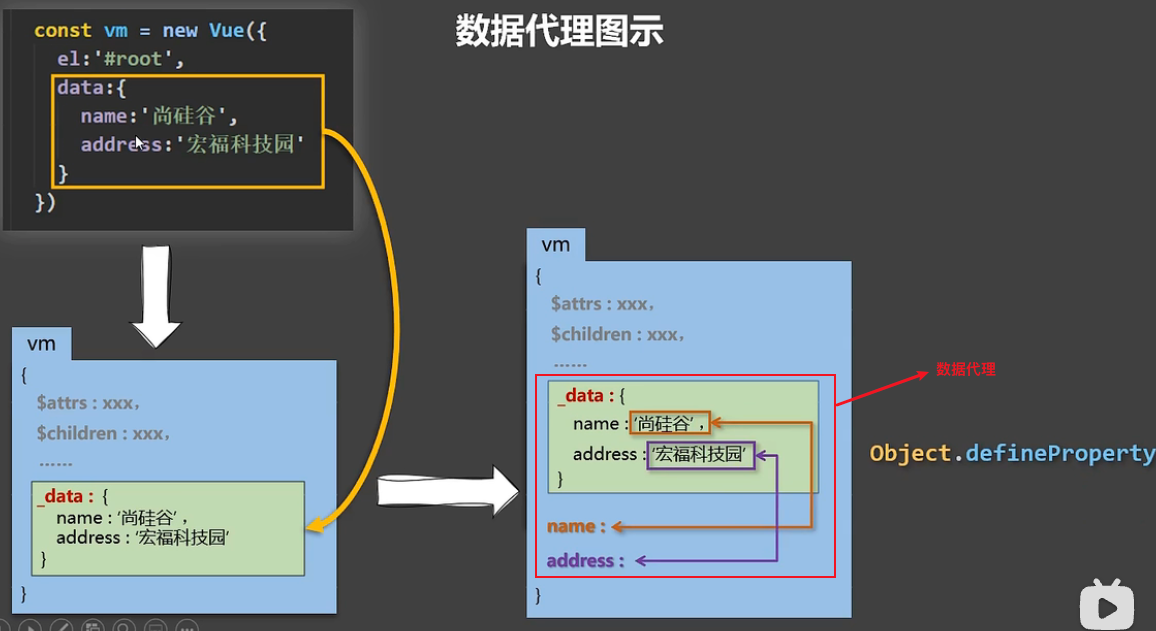 数据代理图示
const vm = new Vue({
el:'#root',
data:{
name:'尚硅谷',
address:'宏福科技园'
}
})
vm
{
$attrs : xxx，
$children : xxx，
……
_data : {
name : ‘尚硅谷’，
address : ‘宏福科技园’
}
}
vm
{
$attrs : xxx，
$children : xxx，
……
_data : {
name : ‘尚硅谷’，
address : ‘宏福科技园’
}
name :
address :
}
数据代理
Object.defineProperty